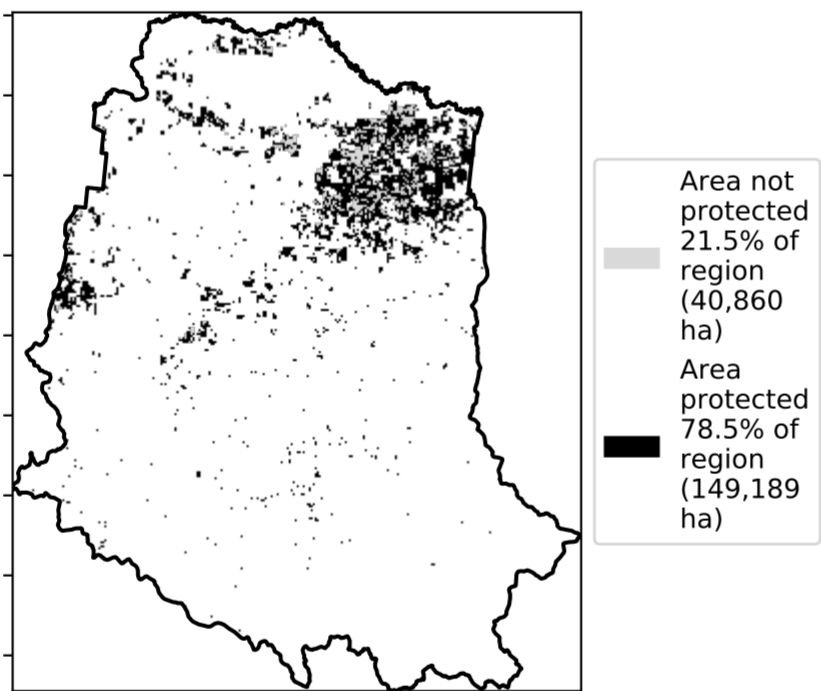 Area not
protected
21.5% of
region
(40,860
ha)
Area
protected
78.5% of
region
(149,189
ha)